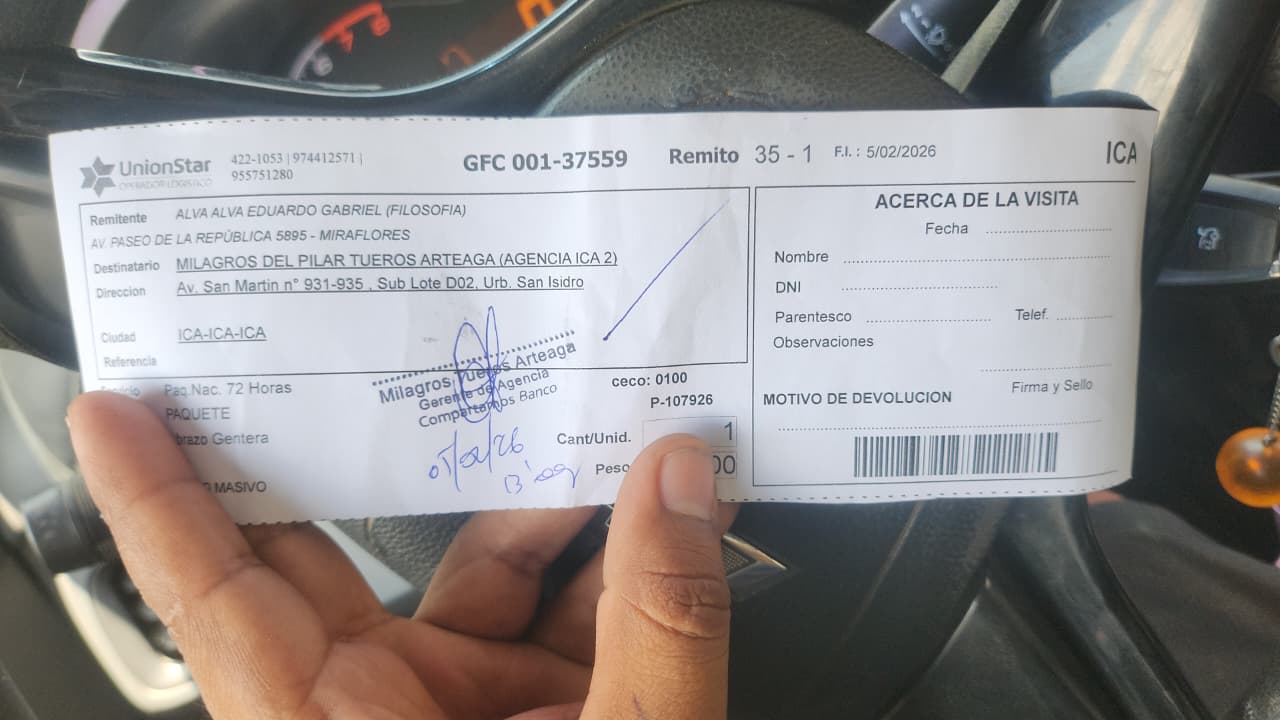 UnionStar
OPERADOR LOGISTICO
422-1053 | 974412571 |
955751280
GFC 001-37559
Remito 35 - 1
F.I. : 5/02/2026
ICA
Remitente ALVA ALVA EDUARDO GABRIEL (FILOSOFIA)
AV. PASEO DE LA REPÚBLICA 5895 - MIRAFLORES
Destinatario MILAGROS DEL PILAR TUEROS ARTEAGA (AGENCIA ICA 2)
Direccion Av. San Martin n° 931-935 , Sub Lote D02, Urb. San Isidro
Ciudad ICA-ICA-ICA
Referencia
Paq.Nac. 72 Horas
PAQUETE
brazo Gentera
MASIVO
Milagros Tueros Arteaga
Gerente de Agencia
Compartamos Banco
05/02/26
ceco: 0100
P-107926
Cant/Unid. 1
Peso 00
ACERCA DE LA VISITA
Fecha
Nombre
DNI
Parentesco Telef.
Observaciones
Firma y Sello
MOTIVO DE DEVOLUCION